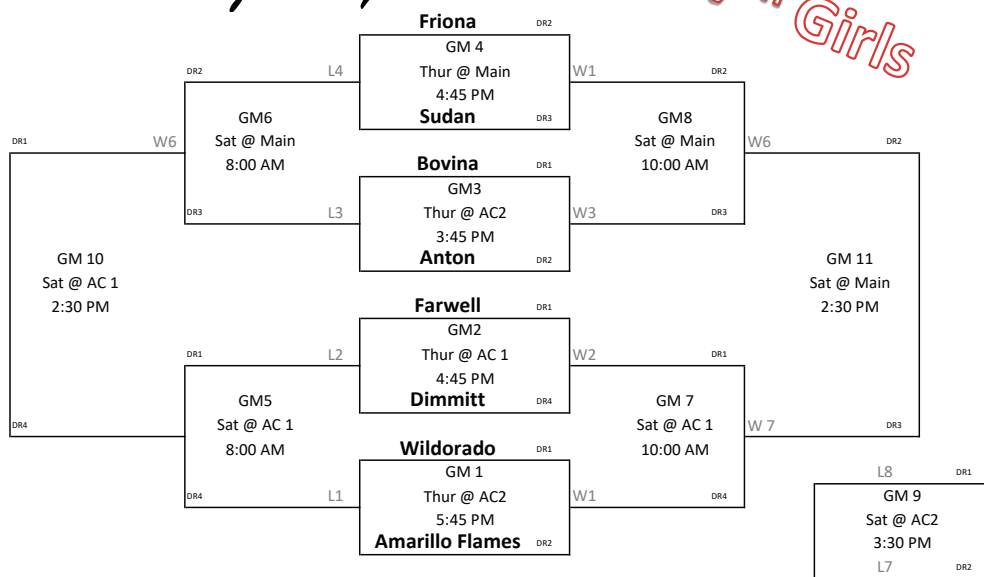 Girls
Friona DR2
GM 4
Thur @ Main
4:45 PM
Sudan DR3
DR2 L4
W1 DR2
GM6
Sat @ Main
8:00 AM
GM8
Sat @ Main
10:00 AM
DR1 W6
W6 DR2
Bovina DR1
GM3
Thur @ AC2
3:45 PM
Anton DR2
DR3 L3
W3 DR3
GM 10
Sat @ AC 1
2:30 PM
GM 11
Sat @ Main
2:30 PM
Farwell DR1
GM2
Thur @ AC 1
4:45 PM
Dimmitt DR4
DR1 L2
W2 DR1
GM5
Sat @ AC 1
8:00 AM
GM 7
Sat @ AC 1
10:00 AM
DR4
W 7 DR3
Wildorado DR1
GM 1
Thur @ AC2
5:45 PM
Amarillo Flames DR2
DR4 L1
W1 DR4
L8 DR1
GM 9
Sat @ AC2
3:30 PM
L7 DR2